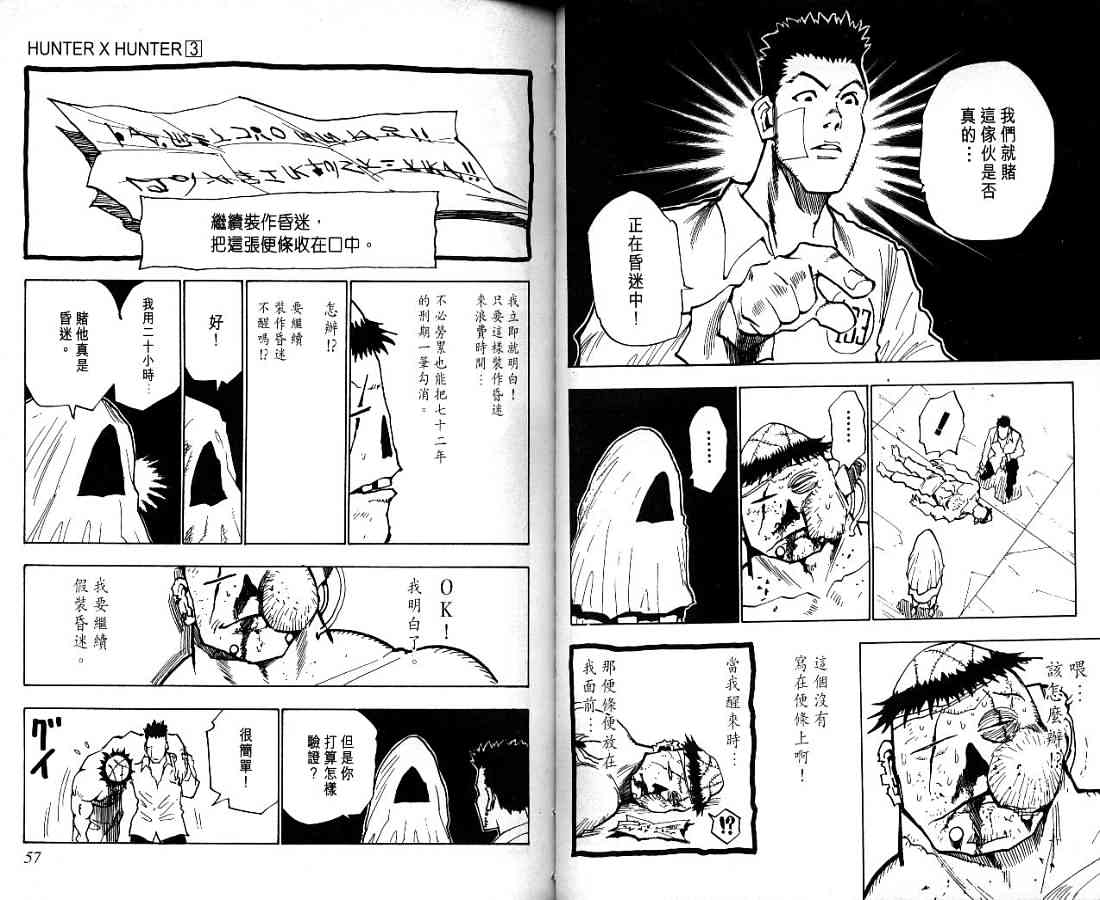 我們就賭
這傢伙是否
真的…
正在昏迷中！
133
！
……
……
喂…
該怎麼辦!?
這個沒有
寫在便條上啊！
當我醒來時…
那便條便放在
我面前…
!?
HUNTER X HUNTER 3
繼續裝作昏迷，
把這張便條收在口中。
我立即就明白！
只要這樣裝作昏迷
來浪費時間…
不必勞累也能把七十二年
的刑期一筆勾消。
怎辦!?
要繼續
裝作昏迷
不醒嗎!?
好！
我用二十小時…
賭他真是
昏迷。
OK！
我明白了。
我要繼續
假裝昏迷。
但是你
打算怎樣
驗證？
很簡單！
グイ
57